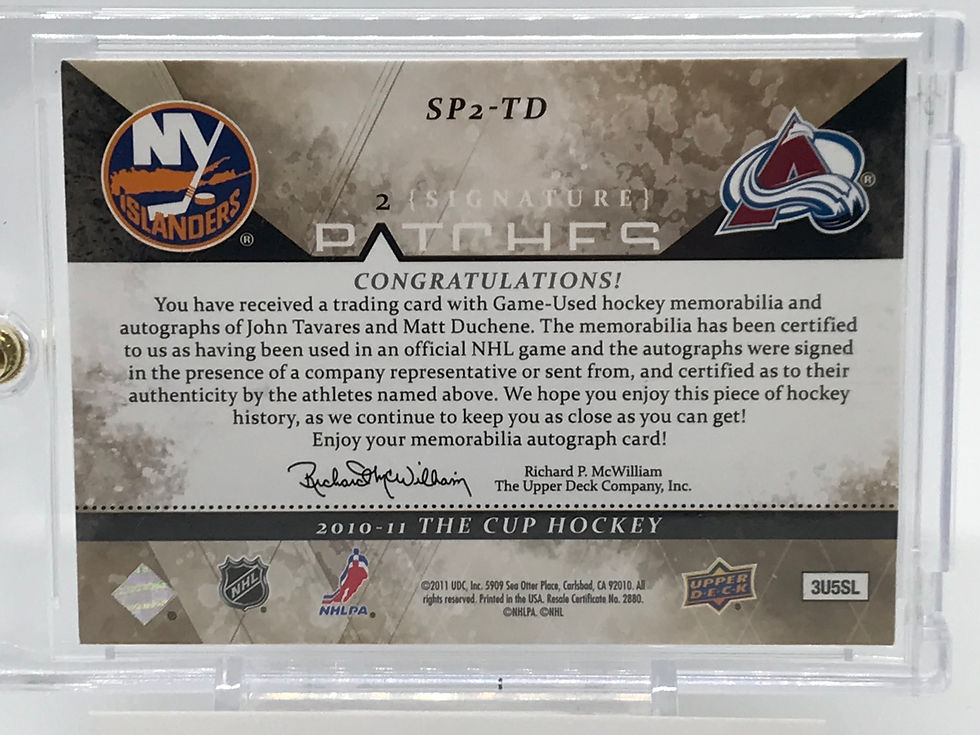 SP2-TD
NY
ISLANDERS
®
A
®
2 {SIGNATURE}
PATCHES
CONGRATULATIONS!
You have received a trading card with Game-Used hockey memorabilia and
autographs of John Tavares and Matt Duchene. The memorabilia has been certified
to us as having been used in an official NHL game and the autographs were signed
in the presence of a company representative or sent from, and certified as to their
authenticity by the athletes named above. We hope you enjoy this piece of hockey
history, as we continue to keep you as close as you can get!
Enjoy your memorabilia autograph card!
Richard McWilliam
Richard P. McWilliam
The Upper Deck Company, Inc.
2010-11 THE CUP HOCKEY
NHL
NHLPA
©2011 UDC, Inc. 5909 Sea Otter Place, Carlsbad, CA 92010. All
rights reserved. Printed in the USA. Resale Certificate No. 2880.
©NHLPA. ©NHL
UPPER
D·E·C·K
3U5SL